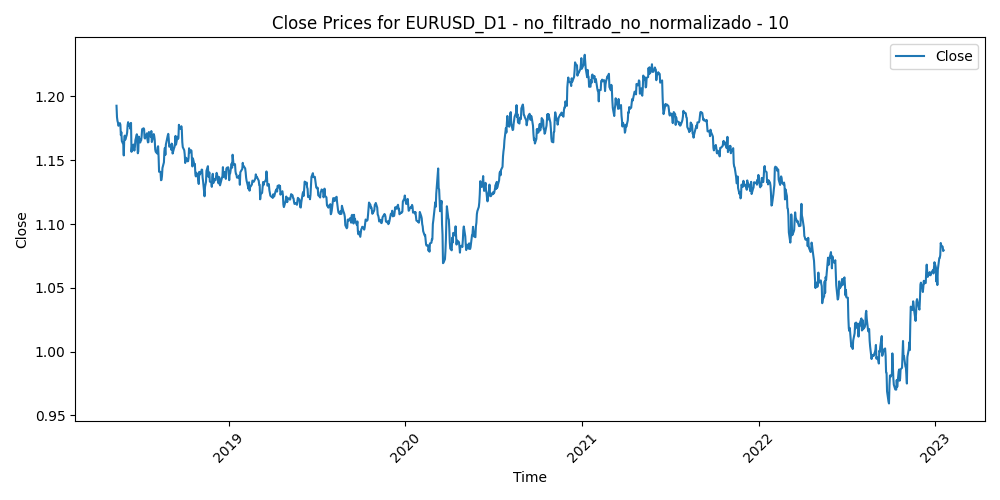 Close Prices for EURUSD_D1 - no_filtrado_no_normalizado - 10
Close
1.20
1.15
1.10
1.05
1.00
0.95
Close
2019
2020
2021
2022
2023
Time